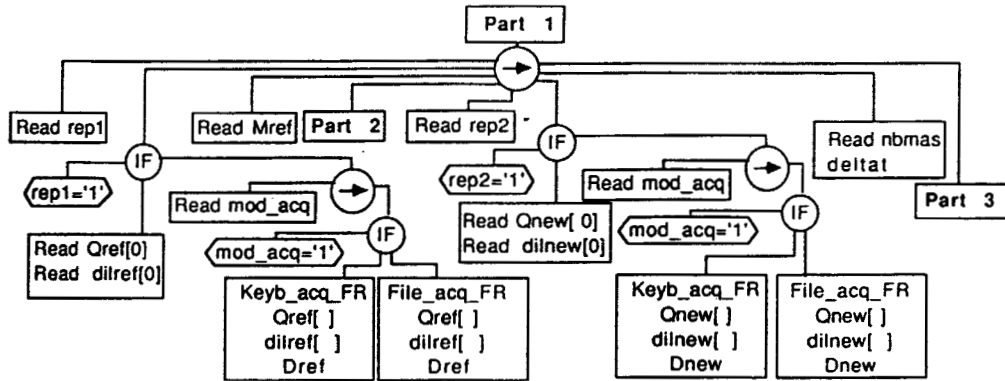 Part 1
Read rep1
Read Mref
Part 2
Read rep2
Read nbmas
deltat
Part 3
IF
rep1='1'
Read mod_acq
Read Qref[0]
Read dilref[0]
IF
mod_acq='1'
Keyb_acq_FR
Qref[ ]
dilref[ ]
Dref
File_acq_FR
Qref[ ]
dilref[ ]
Dref
IF
rep2='1'
Read mod_acq
Read Qnew[ 0]
Read dilnew[0]
IF
mod_acq='1'
Keyb_acq_FR
Qnew[ ]
dilnew[ ]
Dnew
File_acq_FR
Qnew[ ]
dilnew[ ]
Dnew